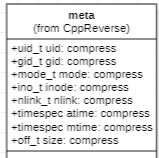 meta
(from CppReverse)
+uid_t uid: compress
+gid_t gid: compress
+mode_t mode: compress
+ino_t inode: compress
+nlink_t nlink: compress
+timespec atime: compress
+timespec mtime: compress
+off_t size: compress